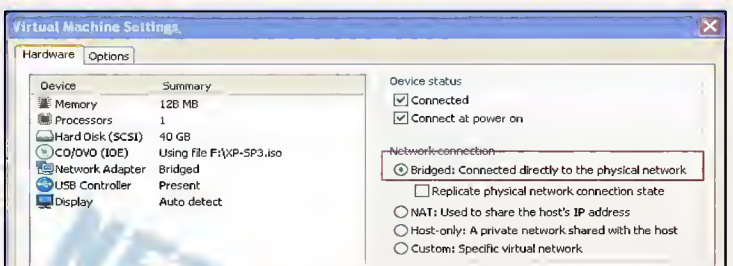 Virtual Machine Settings
Hardware Options
Device Summary
Memory 128 MB
Processors 1
Hard Disk (SCSI) 40 GB
CO/OVO (IOE) Using file F:\XP-SP3.iso
Network Adapter Bridged
USB Controller Present
Display Auto detect
Device status
Connected
Connect at power on
Network connection
Bridged: Connected directly to the physical network
Replicate physical network connection state
NAT: Used to share the host's IP address
Host-only: A private network shared with the host
Custom: Specific virtual network